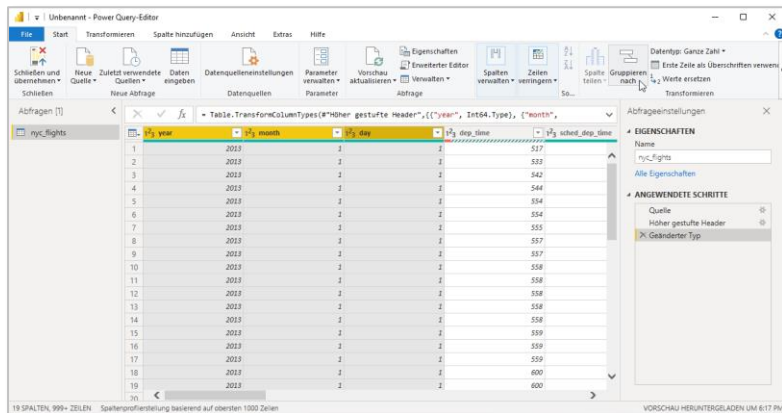 Unbenannt - Power Query-Editor
Datei Start Transformieren Spalte hinzufügen Ansicht Extras Hilfe
Schließen und übernehmen
Neue Quelle
Zuletzt verwendete Quellen
Daten eingeben
Datenquelleneinstellungen
Parameter verwalten
Vorschau aktualisieren
Eigenschaften
Erweiterter Editor
Verwalten
Spalten verwalten
Zeilen verringern
Spalte teilen
Gruppieren nach
Datentyp: Ganze Zahl
Erste Zeile als Überschriften verwenden
Werte ersetzen
Schließen Neue Abfrage Datenquellen Parameter Abfrage So... Transformieren
Abfragen [1]
nyc_flights
fx = Table.TransformColumnTypes(#"Höher gestufte Header",{{"year", Int64.Type}, {"month",
1²3 year 1²3 month 1²3 day 1²3 dep_time 1²3 sched_dep_time
1 2013 1 1 517
2 2013 1 1 533
3 2013 1 1 542
4 2013 1 1 544
5 2013 1 1 554
6 2013 1 1 554
7 2013 1 1 555
8 2013 1 1 557
9 2013 1 1 557
10 2013 1 1 558
11 2013 1 1 558
12 2013 1 1 558
13 2013 1 1 558
14 2013 1 1 558
15 2013 1 1 559
16 2013 1 1 559
17 2013 1 1 559
18 2013 1 1 600
19 2013 1 1 600
20
Abfrageeinstellungen
EIGENSCHAFTEN
Name
nyc_flights
Alle Eigenschaften
ANGEWENDETE SCHRITTE
Quelle
Höher gestufte Header
Geänderter Typ
19 SPALTEN, 999+ ZEILEN Spaltenprofilerstellung basierend auf obersten 1000 Zeilen
VORSCHAU HERUNTERGELADEN UM 6:17 PM